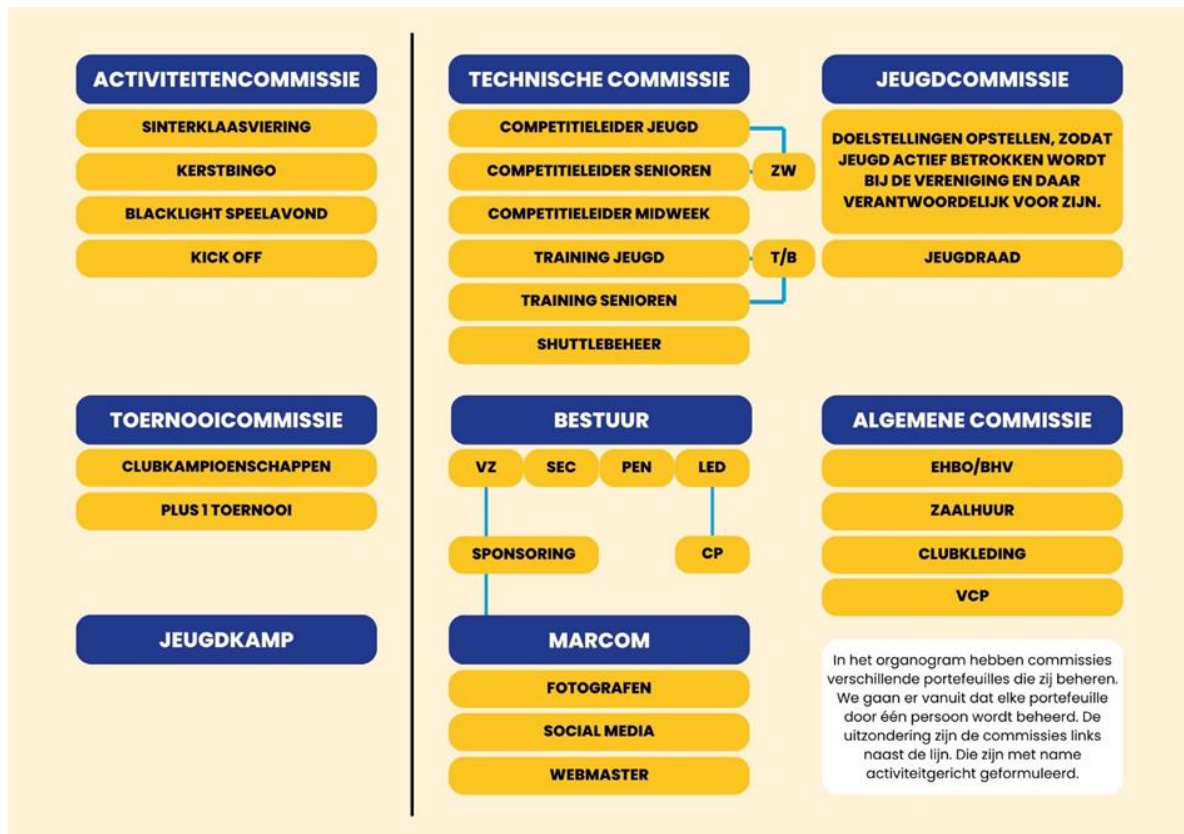 ACTIVITEITENCOMMISSIE
SINTERKLAASVIERING
KERSTBINGO
BLACKLIGHT SPEELAVOND
KICK OFF
TECHNISCHE COMMISSIE
COMPETITIELEIDER JEUGD
COMPETITIELEIDER SENIOREN
ZW
COMPETITIELEIDER MIDWEEK
TRAINING JEUGD
T/B
TRAINING SENIOREN
SHUTTLEBEHEER
JEUGDCOMMISSIE
DOELSTELLINGEN OPSTELLEN, ZODAT
JEUGD ACTIEF BETROKKEN WORDT
BIJ DE VERENIGING EN DAAR
VERANTWOORDELIJK VOOR ZIJN.
JEUGDRAAD
TOERNOOICOMMISSIE
CLUBKAMPIOENSCHAPPEN
PLUS 1 TOERNOOI
BESTUUR
VZ
SEC
PEN
LED
SPONSORING
CP
ALGEMENE COMMISSIE
EHBO/BHV
ZAALHUUR
CLUBKLEDING
VCP
JEUGDKAMP
MARCOM
FOTOGRAFEN
SOCIAL MEDIA
WEBMASTER
In het organogram hebben commissies
verschillende portefeuilles die zij beheren.
We gaan er vanuit dat elke portefeuille
door één persoon wordt beheerd. De
uitzondering zijn de commissies links
naast de lijn. Die zijn met name
activiteitgericht geformuleerd.